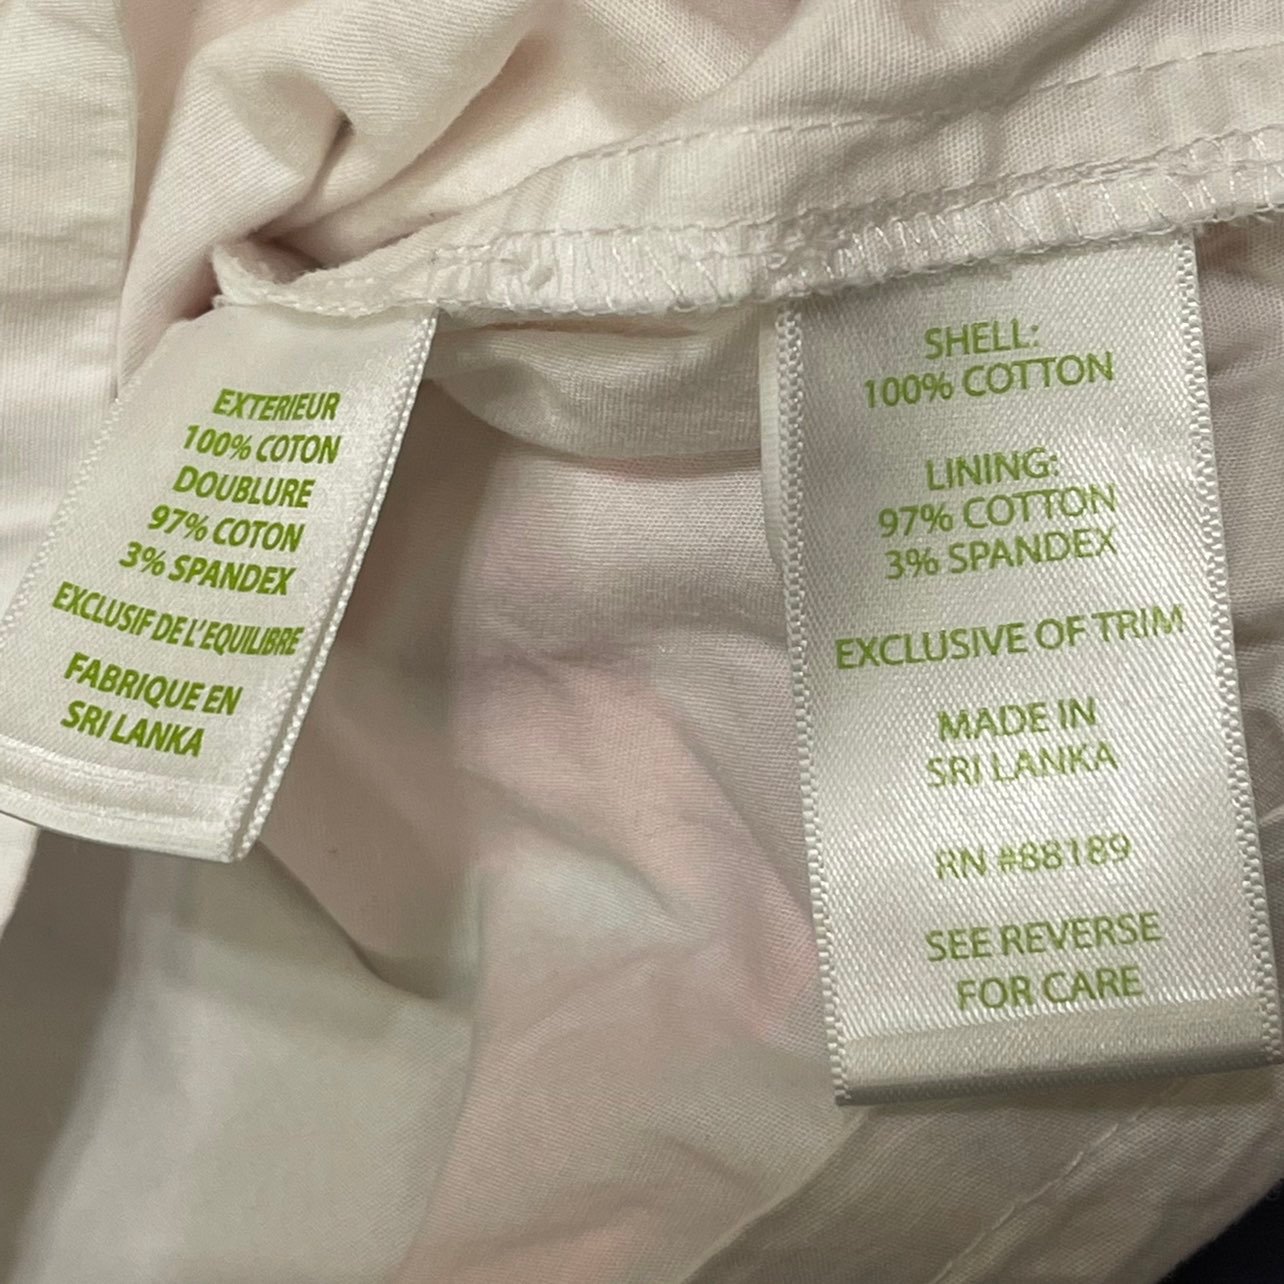 EXTERIEUR
100% COTON
DOUBLURE
97% COTON
3% SPANDEX
EXCLUSIF DE L'EQUILIBRE
FABRIQUE EN
SRI LANKA
SHELL:
100% COTTON
LINING:
97% COTTON
3% SPANDEX
EXCLUSIVE OF TRIM
MADE IN
SRI LANKA
RN #88189
SEE REVERSE
FOR CARE